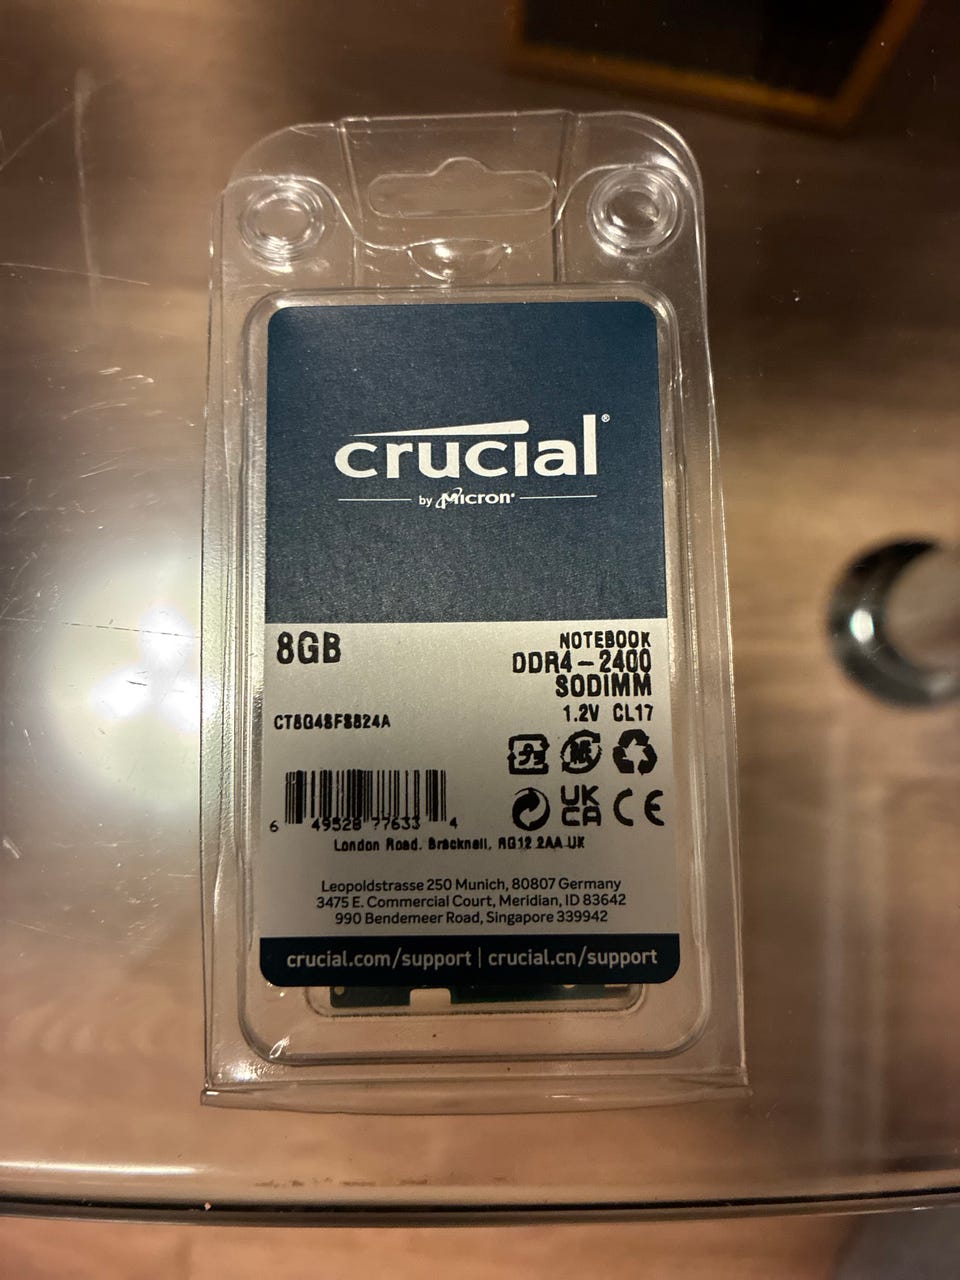 crucial®
by Micron®
8GB
NOTEBOOK
DDR4-2400
SODIMM
CT8G4SFS824A
1.2V CL17
UK
CA
CE
6 49528 77633 4
London Road, Bracknell, RG12 2AA UK
Leopoldstrasse 250 Munich, 80807 Germany
3475 E. Commercial Court, Meridian, ID 83642
990 Bendemeer Road, Singapore 339942
crucial.com/support | crucial.cn/support